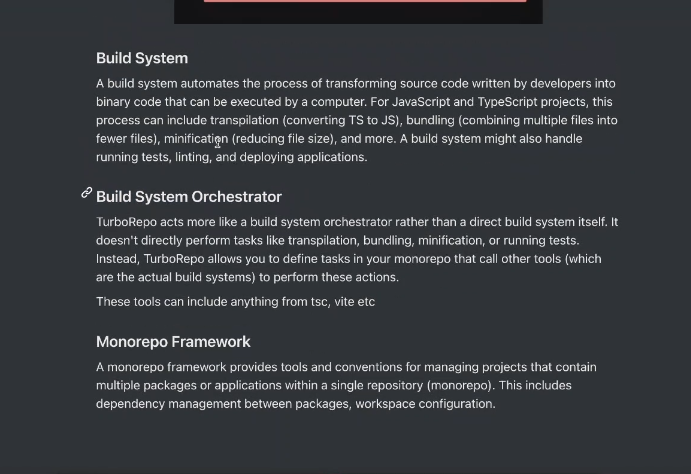 Build System
A build system automates the process of transforming source code written by developers into
binary code that can be executed by a computer. For JavaScript and TypeScript projects, this
process can include transpilation (converting TS to JS), bundling (combining multiple files into
fewer files), minification (reducing file size), and more. A build system might also handle
running tests, linting, and deploying applications.
Build System Orchestrator
TurboRepo acts more like a build system orchestrator rather than a direct build system itself. It
doesn't directly perform tasks like transpilation, bundling, minification, or running tests.
Instead, TurboRepo allows you to define tasks in your monorepo that call other tools (which
are the actual build systems) to perform these actions.
These tools can include anything from tsc, vite etc
Monorepo Framework
A monorepo framework provides tools and conventions for managing projects that contain
multiple packages or applications within a single repository (monorepo). This includes
dependency management between packages, workspace configuration.